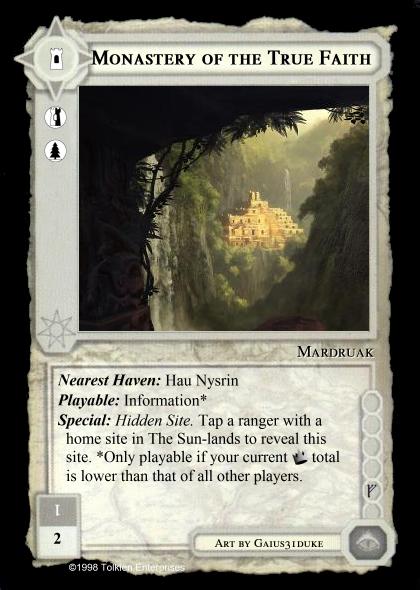 MONASTERY OF THE TRUE FAITH
MARDRUAK
Nearest Haven: Hau Nysrin
Playable: Information*
Special: Hidden Site. Tap a ranger with a
home site in The Sun-lands to reveal this
site. *Only playable if your current total
is lower than that of all other players.
I
2
ART BY GAIUS31DUKE
©1998 Tolkien Enterprises